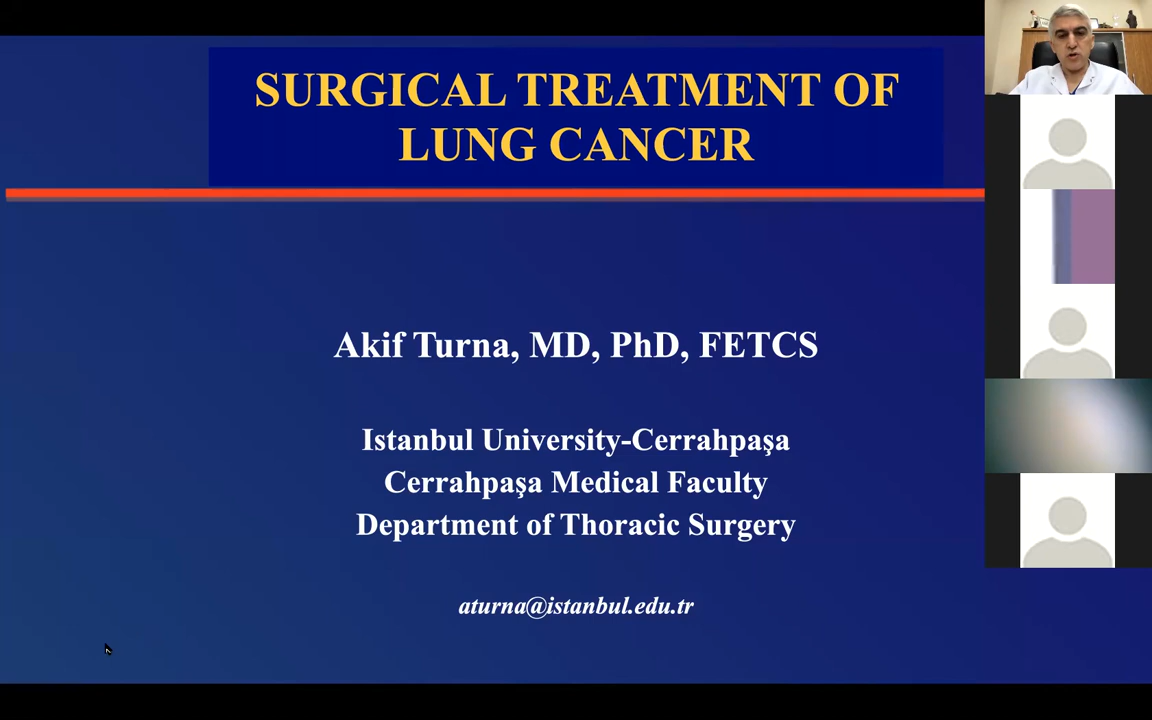 SURGICAL TREATMENT OF
LUNG CANCER
Akif Turna, MD, PhD, FETCS
Istanbul University-Cerrahpaşa
Cerrahpaşa Medical Faculty
Department of Thoracic Surgery
aturna@istanbul.edu.tr